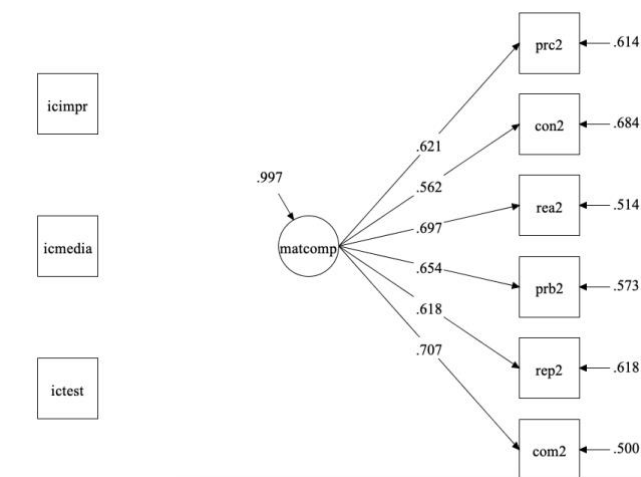 prc2
.614
icimpr
con2
.684
.621
.997
.562
rea2
.514
.697
icmedia
matcomp
.654
prb2
.573
.618
.707
rep2
.618
ictest
com2
.500